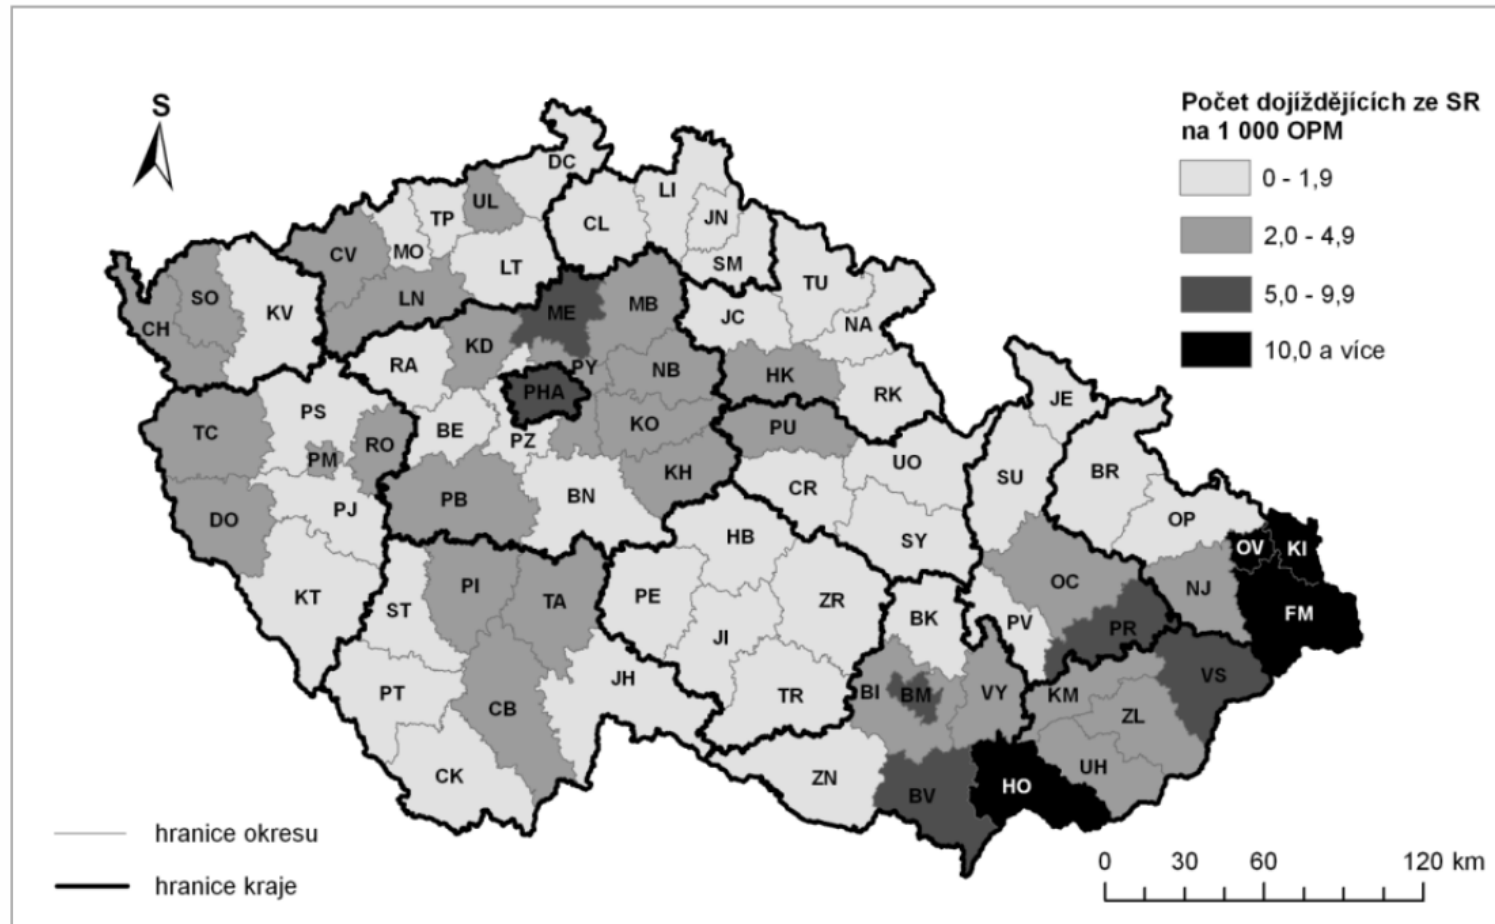 S
Počet dojíždějících ze SR
na 1 000 OPM
0 - 1,9
2,0 - 4,9
5,0 - 9,9
10,0 a více
DC
UL
TP
LI
JN
CL
CV
MO
LT
SM
TU
SO
KV
LN
ME
MB
JC
NA
CH
KD
RA
PY
NB
HK
RK
PHA
JE
PS
TC
RO
BE
PZ
KO
PU
PM
KH
UO
BR
PB
BN
CR
SU
DO
PJ
OP
HB
SY
OV
KI
KT
ST
PI
TA
PE
ZR
OC
NJ
FM
JI
BK
PV
PR
PT
JH
TR
BI
BM
VY
KM
VS
CB
ZL
CK
ZN
BV
HO
UH
hranice okresu
hranice kraje
0 30 60 120 km